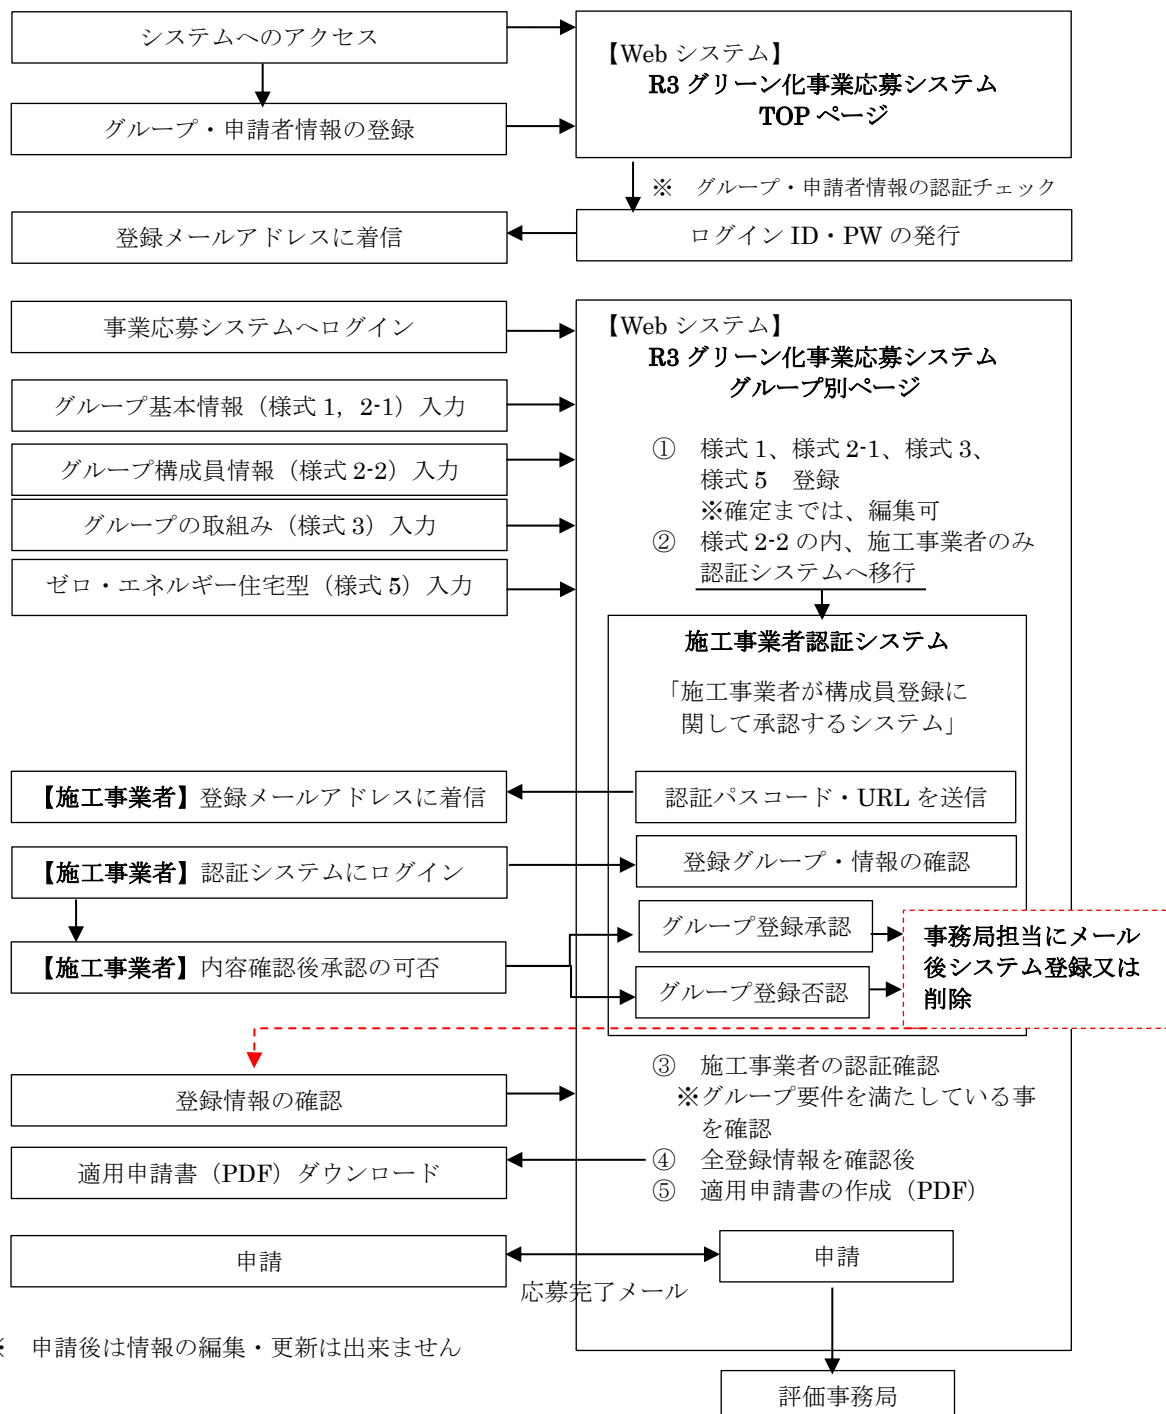 システムへのアクセス
【Web システム】
R3 グリーン化事業応募システム
TOP ページ
グループ・申請者情報の登録
※　グループ・申請者情報の認証チェック
登録メールアドレスに着信
ログイン ID・PW の発行
事業応募システムへログイン
【Web システム】
R3 グリーン化事業応募システム
グループ別ページ
グループ基本情報（様式 1，2-1）入力
グループ構成員情報（様式 2-2）入力
グループの取組み（様式 3）入力
ゼロ・エネルギー住宅型（様式 5）入力
①　様式 1、様式 2-1、様式 3、
様式 5　登録
※確定までは、編集可
②　様式 2-2 の内、施工事業者のみ
認証システムへ移行
施工事業者認証システム
「施工事業者が構成員登録に
関して承認するシステム」
【施工事業者】登録メールアドレスに着信
認証パスコード・URL を送信
【施工事業者】認証システムにログイン
登録グループ・情報の確認
【施工事業者】内容確認後承認の可否
グループ登録承認
グループ登録否認
事務局担当にメール
後システム登録又は
削除
登録情報の確認
③　施工事業者の認証確認
※グループ要件を満たしている事
を確認
適用申請書（PDF）ダウンロード
④　全登録情報を確認後
⑤　適用申請書の作成（PDF）
申請
申請
応募完了メール
※　申請後は情報の編集・更新は出来ません
評価事務局